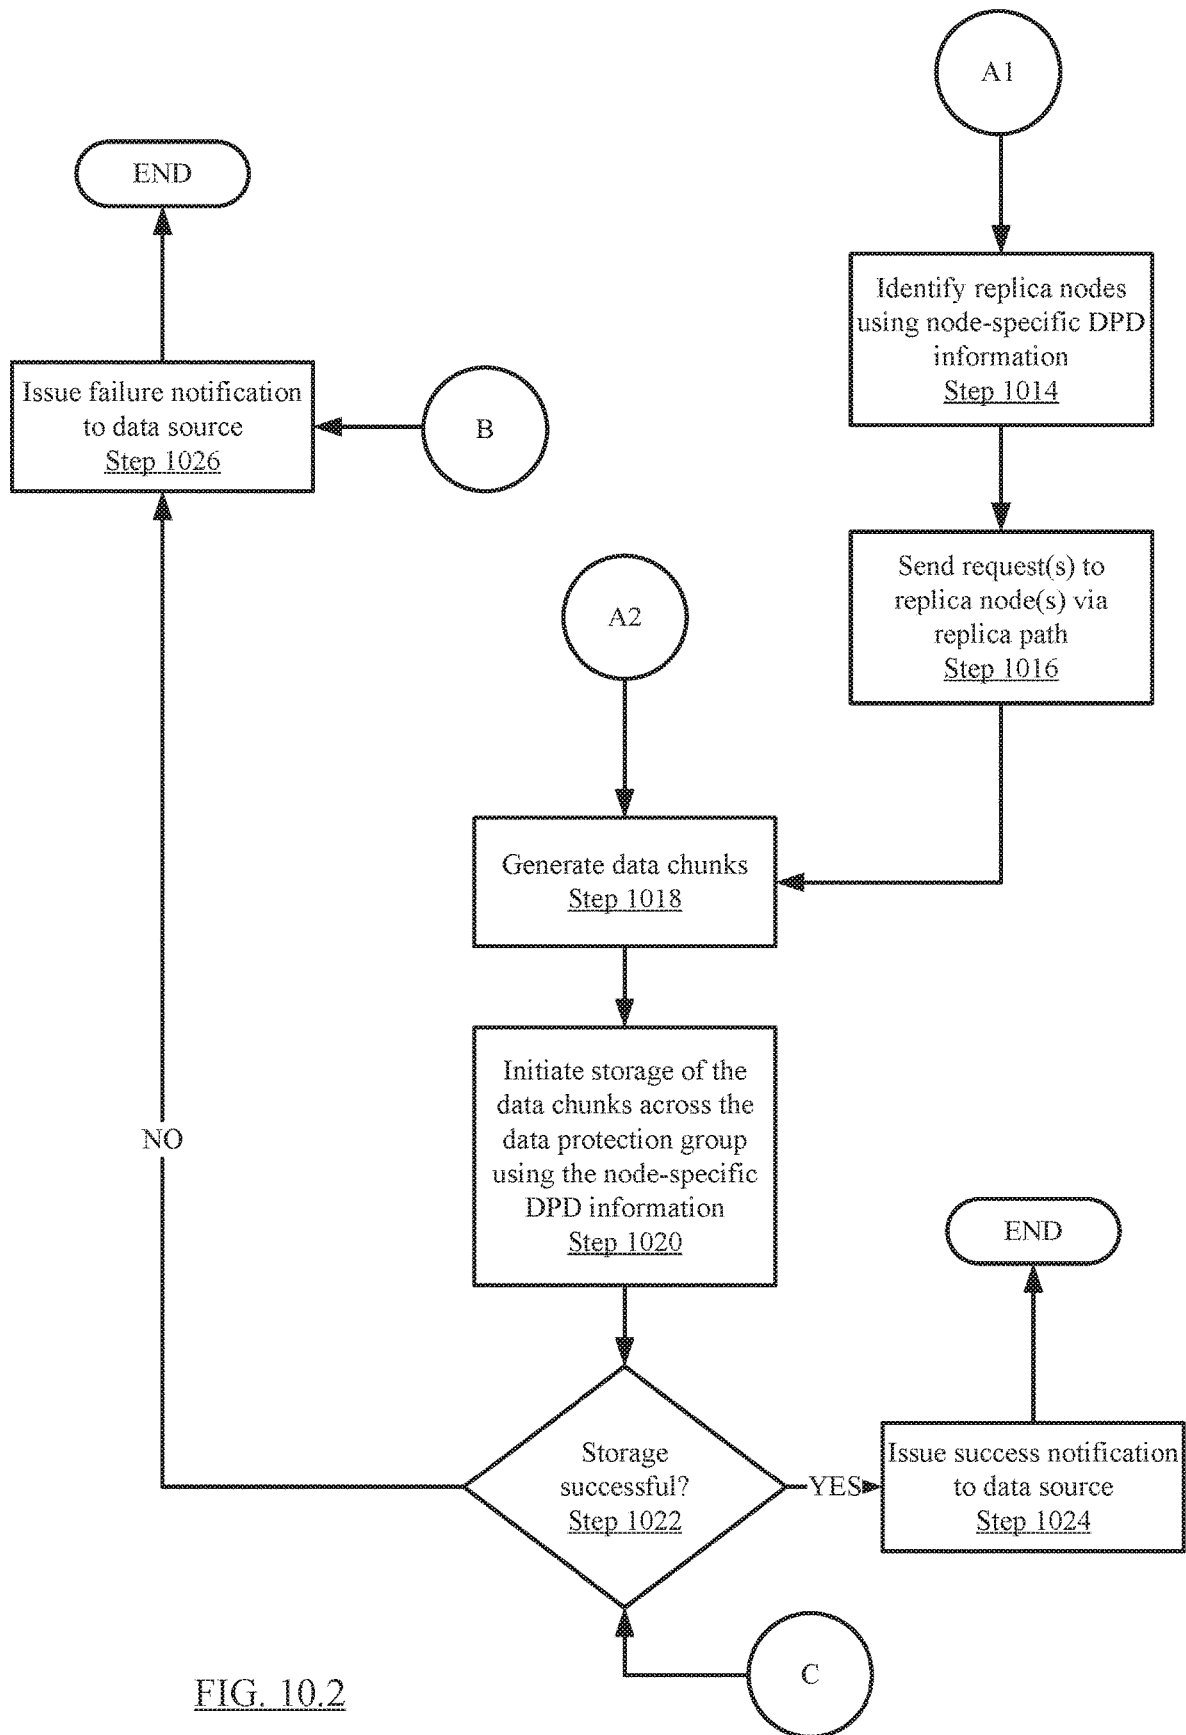 A1
END
Identify replica nodes
using node-specific DPD
information
Step 1014
Issue failure notification
to data source
Step 1026
B
Send request(s) to
replica node(s) via
replica path
Step 1016
A2
Generate data chunks
Step 1018
Initiate storage of the
data chunks across the
data protection group
using the node-specific
DPD information
Step 1020
NO
END
Storage
successful?
Step 1022
YES
Issue success notification
to data source
Step 1024
C
FIG. 10.2